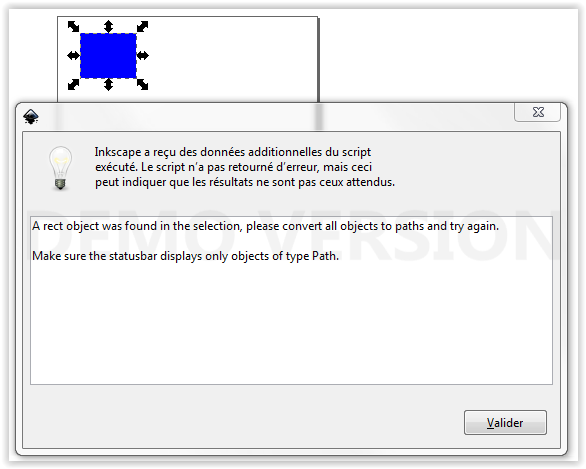 Inkscape a reçu des données additionnelles du script
exécuté. Le script n'a pas retourné d'erreur, mais ceci
peut indiquer que les résultats ne sont pas ceux attendus.
A rect object was found in the selection, please convert all objects to paths and try again.
DEMO VERSION
Make sure the statusbar displays only objects of type Path.
Valider